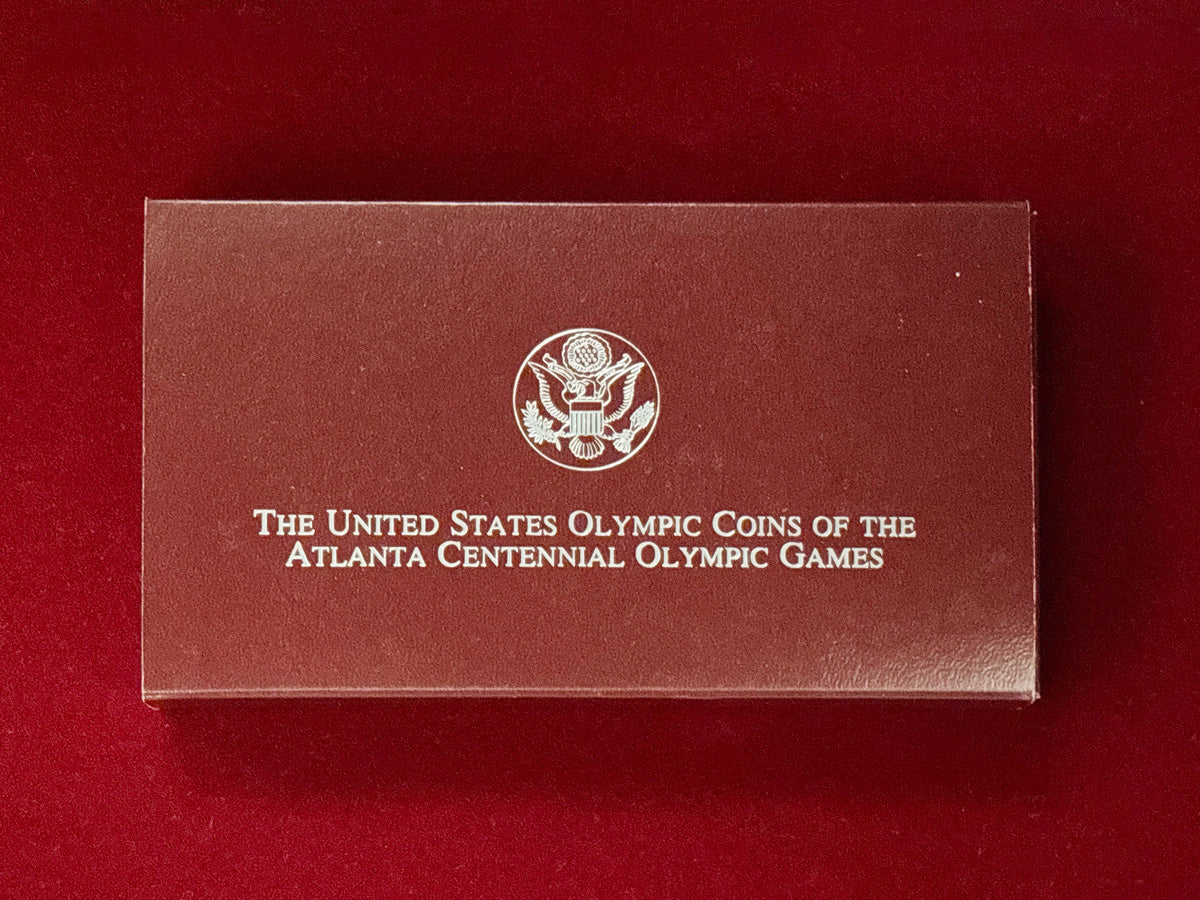 THE UNITED STATES OLYMPIC COINS OF THE
ATLANTA CENTENNIAL OLYMPIC GAMES